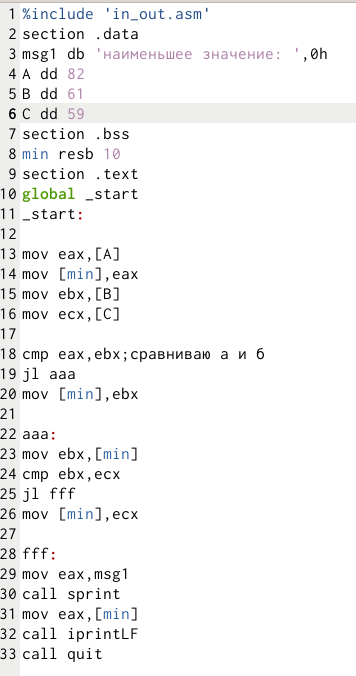 1 %include 'in_out.asm'
2 section .data
3 msg1 db 'наименьшее значение: ',0h
4 A dd 82
5 B dd 61
6 C dd 59
7 section .bss
8 min resb 10
9 section .text
10 global _start
11 _start:
12
13 mov eax,[A]
14 mov [min],eax
15 mov ebx,[B]
16 mov ecx,[C]
17
18 cmp eax,ebx;сравниваю а и б
19 jl aaa
20 mov [min],ebx
21
22 aaa:
23 mov ebx,[min]
24 cmp ebx,ecx
25 jl fff
26 mov [min],ecx
27
28 fff:
29 mov eax,msg1
30 call sprint
31 mov eax,[min]
32 call iprintLF
33 call quit